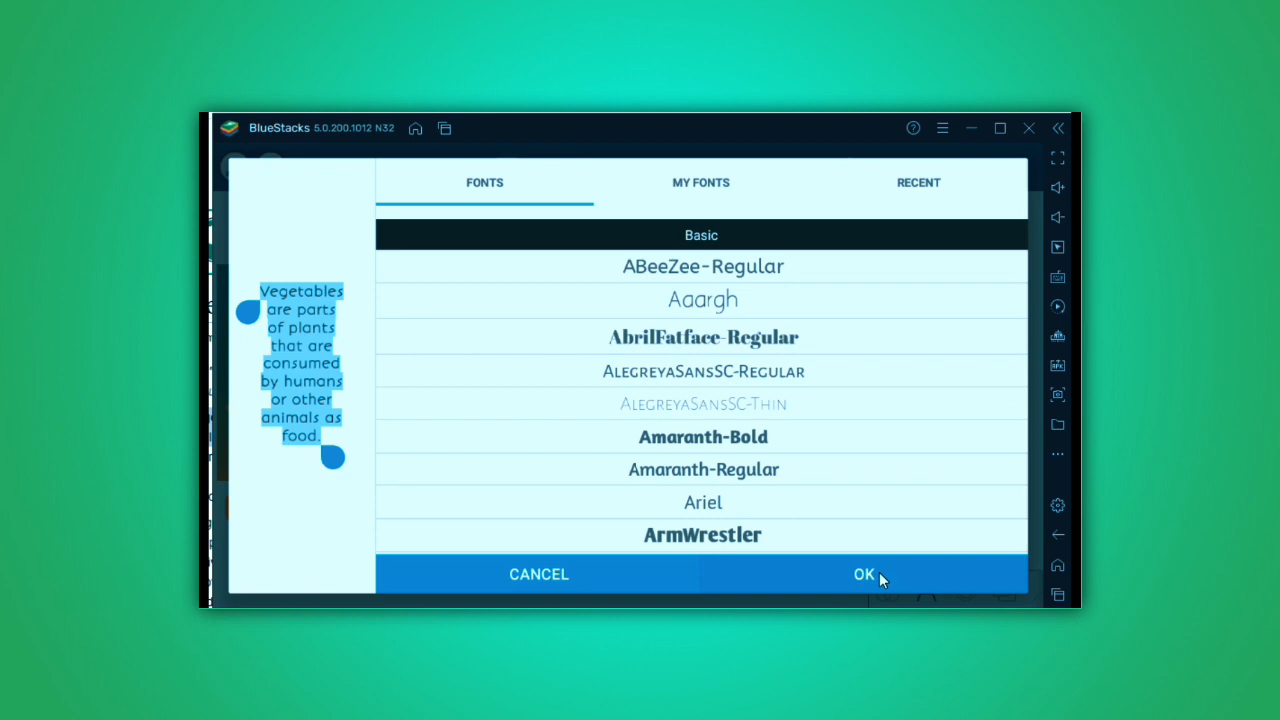 BlueStacks 5.0.200.1012 N32
FONTS
MY FONTS
RECENT
Basic
Vegetables
are parts
of plants
that are
consumed
by humans
or other
animals as
food.
ABeeZee-Regular
Aaargh
AbrilFatface-Regular
AlegreyaSansSC-Regular
AlegreyaSansSC-Thin
Amaranth-Bold
Amaranth-Regular
Ariel
ArmWrestler
CANCEL
OK